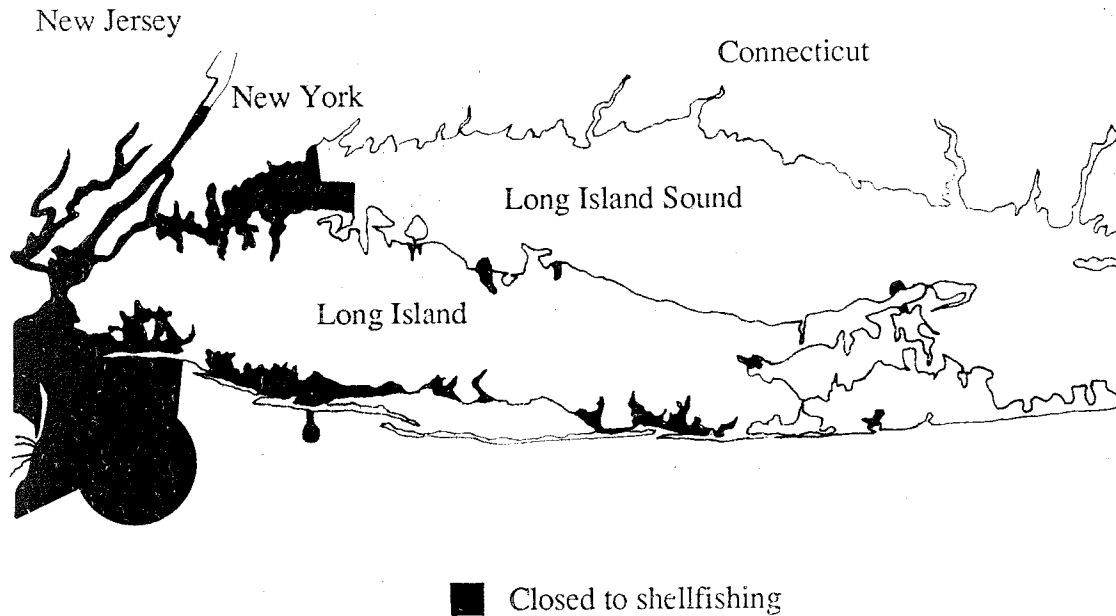 New Jersey
Connecticut
New York
Long Island Sound
Long Island
Closed to shellfishing